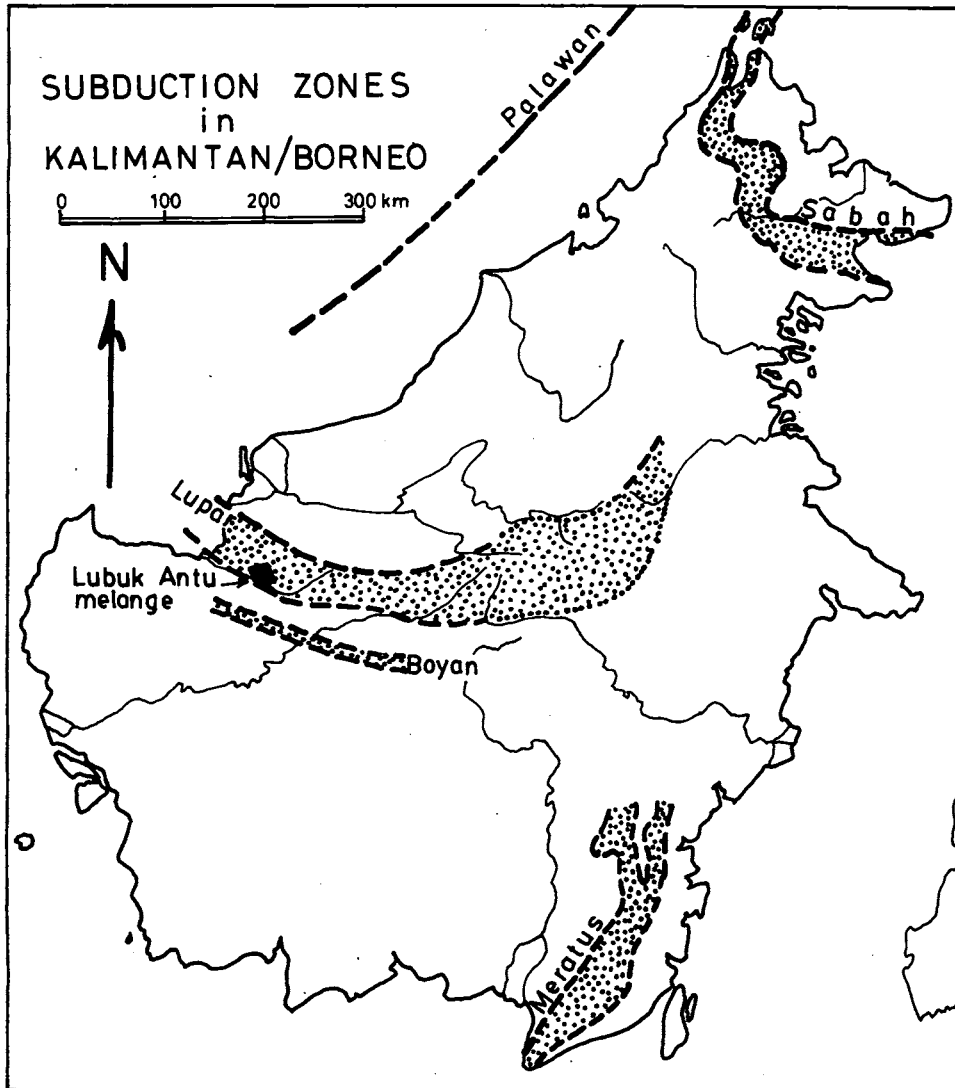 SUBDUCTION ZONES
in
KALIMANTAN/BORNEO
0 100 200 300 km
N
Palawan
Sabah
Lupar
Lubuk Antu
melange
Boyan
Meratus